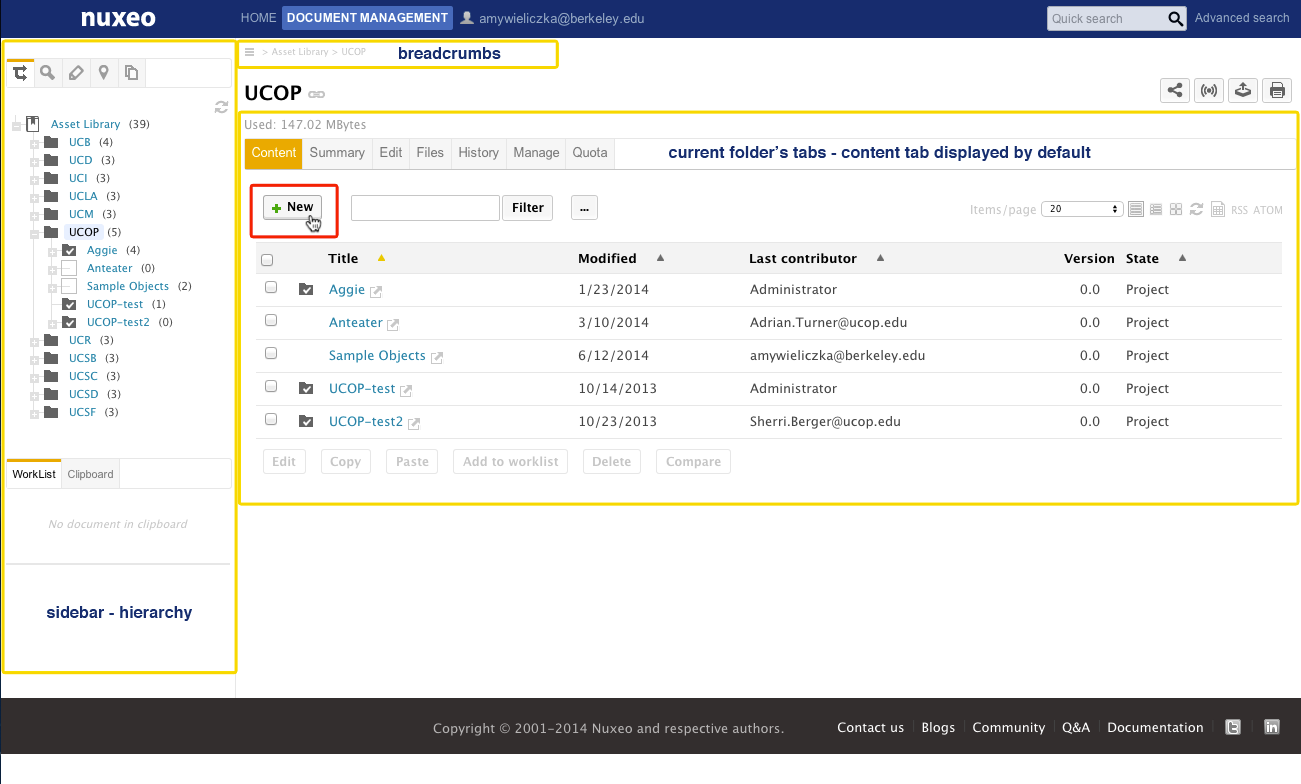 nuxeo HOME DOCUMENT MANAGEMENT amywieliczka@berkeley.edu Quick search Advanced search
> Asset Library > UCOP breadcrumbs
UCOP
Used: 147.02 MBytes
Content Summary Edit Files History Manage Quota current folder's tabs - content tab displayed by default
New Filter ... Items/page 20 RSS ATOM
Title Modified Last contributor Version State
Aggie 1/23/2014 Administrator 0.0 Project
Anteater 3/10/2014 Adrian.Turner@ucop.edu 0.0 Project
Sample Objects 6/12/2014 amywieliczka@berkeley.edu 0.0 Project
UCOP-test 10/14/2013 Administrator 0.0 Project
UCOP-test2 10/23/2013 Sherri.Berger@ucop.edu 0.0 Project
Edit Copy Paste Add to worklist Delete Compare
Asset Library (39)
UCB (4)
UCD (3)
UCI (3)
UCLA (3)
UCM (3)
UCOP (5)
Aggie (4)
Anteater (0)
Sample Objects (2)
UCOP-test (1)
UCOP-test2 (0)
UCR (3)
UCSB (3)
UCSC (3)
UCSD (3)
UCSF (3)
WorkList Clipboard
No document in clipboard
sidebar - hierarchy
Copyright © 2001-2014 Nuxeo and respective authors. Contact us Blogs Community Q&A Documentation t in